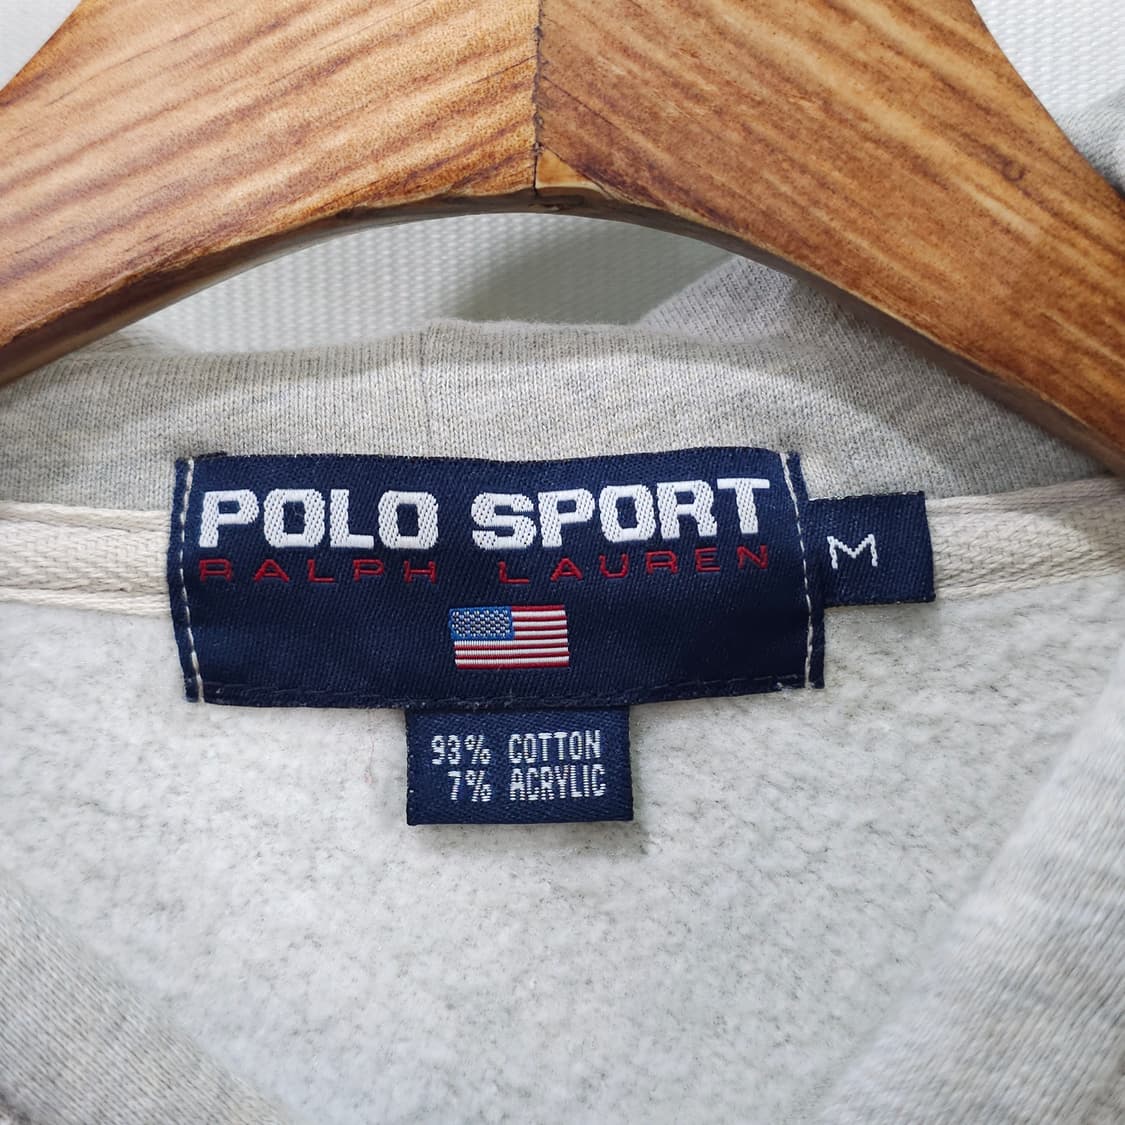 POLO SPORT
RALPH LAUREN
M
93% COTTON
7% ACRYLIC